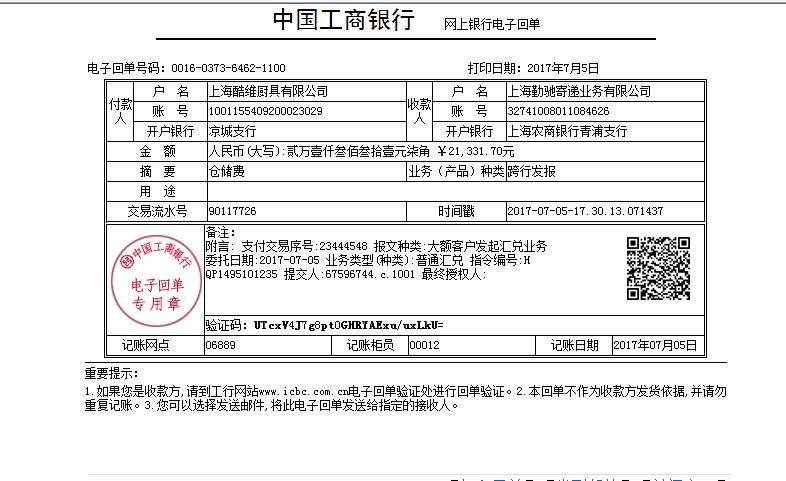 中国工商银行 网上银行电子回单
电子回单号码: 0016-0373-6462-1100 打印日期: 2017年7月5日
付款人 户 名 上海酷维厨具有限公司 收款人 户 名 上海勤驰寄递业务有限公司
账 号 1001155409200023029 账 号 32741008011084626
开户银行 凉城支行 开户银行 上海农商银行青浦支行
金 额 人民币(大写):贰万壹仟叁佰叁拾壹元柒角 ￥21,331.70元
摘 要 仓储费 业务（产品）种类 跨行发报
用 途
交易流水号 90117726 时间戳 2017-07-05-17.30.13.071437
中国工商银行
电子回单
专用章
备注:
附言: 支付交易序号:23444548 报文种类:大额客户发起汇兑业务
委托日期:2017-07-05 业务类型(种类):普通汇兑 指令编号:H
QP1495101235 提交人:67596744.c.1001 最终授权人:
验证码: UTcxV4J7g8pt0GHRYAExu/uxLkU=
记账网点 06889 记账柜员 00012 记账日期 2017年07月05日
重要提示:
1.如果您是收款方,请到工行网站www.icbc.com.cn电子回单验证处进行回单验证。2.本回单不作为收款方发货依据,并请勿
重复记账。3.您可以选择发送邮件,将此电子回单发送给指定的接收人。